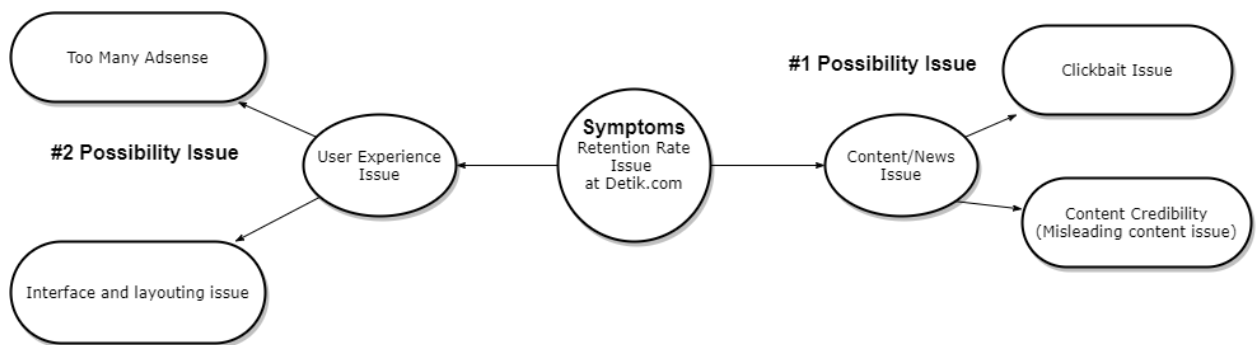 Too Many Adsense
#2 Possibility Issue
User Experience
Issue
Interface and layouting issue
Symptoms
Retention Rate
Issue
at Detik.com
#1 Possibility Issue
Content/News
Issue
Clickbait Issue
Content Credibility
(Misleading content issue)